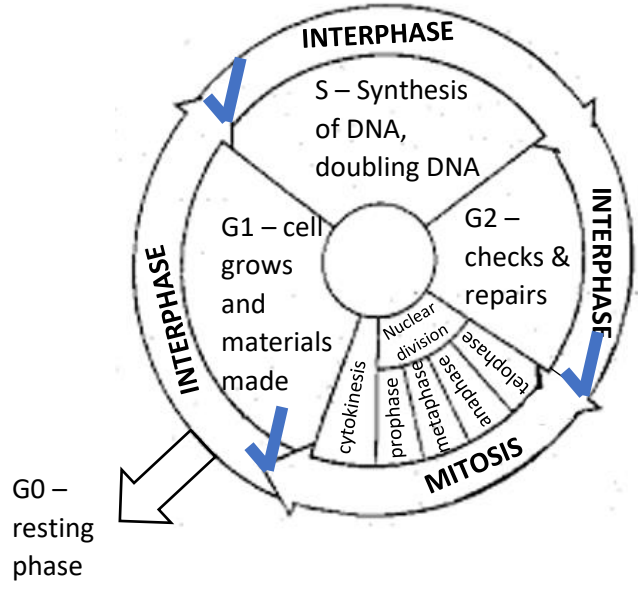 INTERPHASE
S – Synthesis
of DNA,
doubling DNA
INTERPHASE
G2 –
checks &
repairs
G1 – cell
grows
and
materials
made
INTERPHASE
Nuclear
division
cytokinesis
prophase
metaphase
anaphase
telophase
MITOSIS
G0 –
resting
phase